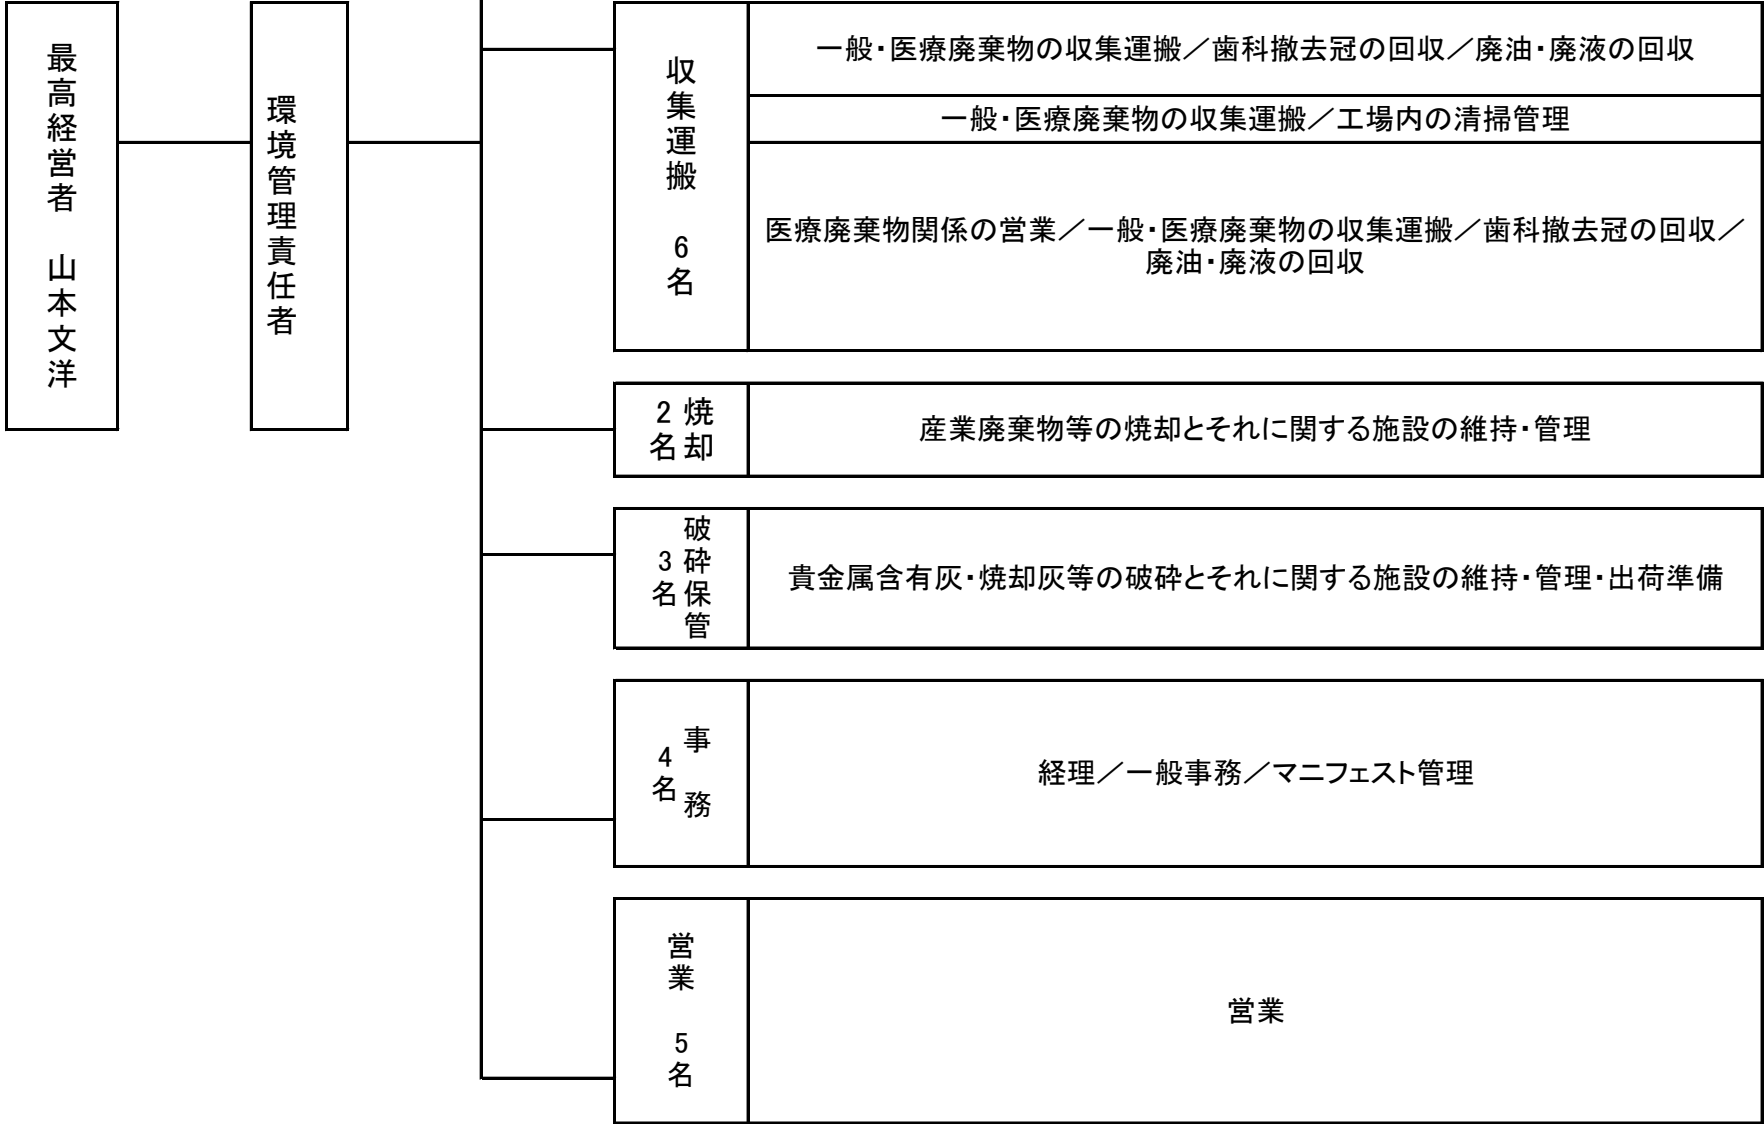 最高経営者　山本文洋
環境管理責任者
収集運搬　6名
一般・医療廃棄物の収集運搬／歯科撤去冠の回収／廃油・廃液の回収
一般・医療廃棄物の収集運搬／工場内の清掃管理
医療廃棄物関係の営業／一般・医療廃棄物の収集運搬／歯科撤去冠の回収／
廃油・廃液の回収
焼却
2名
産業廃棄物等の焼却とそれに関する施設の維持・管理
破砕保管
3名
貴金属含有灰・焼却灰等の破砕とそれに関する施設の維持・管理・出荷準備
事　務
4名
経理／一般事務／マニフェスト管理
営業　5名
営業